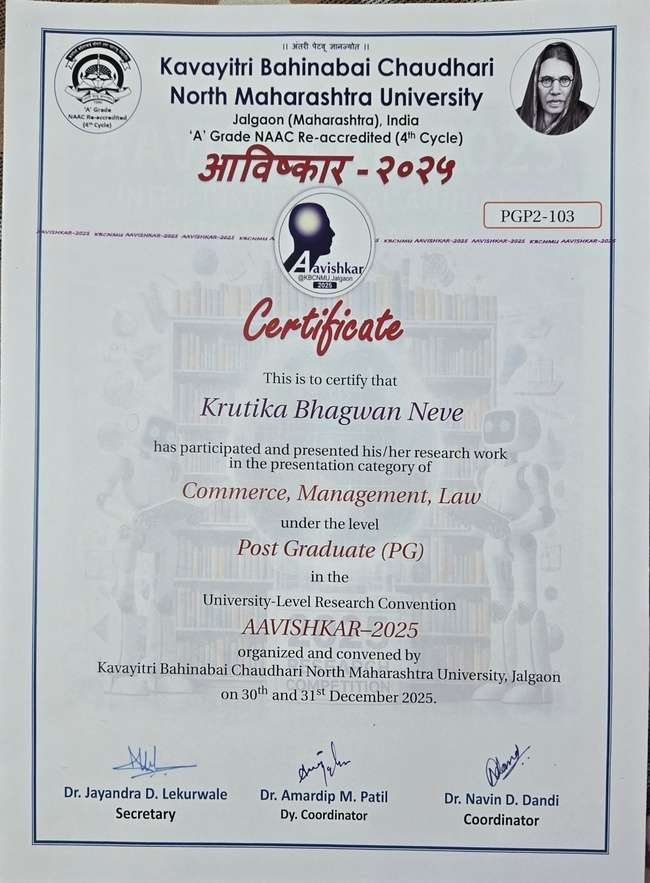 ।। अंतरी पेटवू ज्ञानज्योत ।।
Kavayitri Bahinabai Chaudhari
North Maharashtra University
Jalgaon (Maharashtra), India
'A' Grade NAAC Re-accredited (4th Cycle)
'A' Grade
NAAC Re-accredited
(4th Cycle)
आविष्कार - २०२५
PGP2-103
AAVISHKAR-2025 KBCNMU AAVISHKAR-2025 KBCNMU AAVISHKAR-2025 KBCNMU
KBCNMU AAVISHKAR-2025 KBCNMU AAVISHKAR-2025 KBCNMU AAVISHKAR-2025
Aavishkar
@KBCNMU, Jalgaon
2025
Certificate
This is to certify that
Krutika Bhagwan Neve
has participated and presented his/her research work
in the presentation category of
Commerce, Management, Law
under the level
Post Graduate (PG)
in the
University-Level Research Convention
AAVISHKAR–2025
organized and convened by
Kavayitri Bahinabai Chaudhari North Maharashtra University, Jalgaon
on 30th and 31st December 2025.
Dr. Jayandra D. Lekurwale
Secretary
Dr. Amardip M. Patil
Dy. Coordinator
Dr. Navin D. Dandi
Coordinator